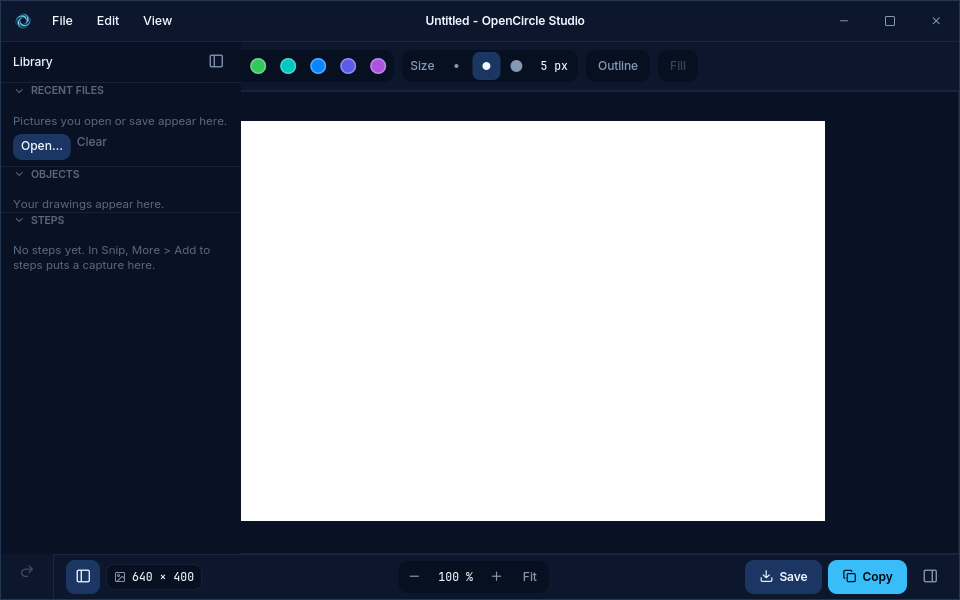 File Edit View
Untitled - OpenCircle Studio
Library
Size
5 px
Outline
Fill
RECENT FILES
Pictures you open or save appear here.
Open...
Clear
OBJECTS
Your drawings appear here.
STEPS
No steps yet. In Snip, More > Add to
steps puts a capture here.
640 × 400
100 %
Fit
Save
Copy